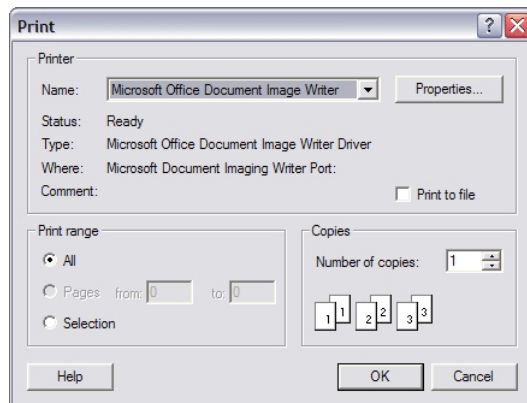 Print
Printer
Name: Microsoft Office Document Image Writer Properties...
Status: Ready
Type: Microsoft Office Document Image Writer Driver
Where: Microsoft Document Imaging Writer Port:
Comment: Print to file
Print range
All
Pages from: 0 to: 0
Selection
Copies
Number of copies: 1
1 1 2 2 3 3
Help OK Cancel